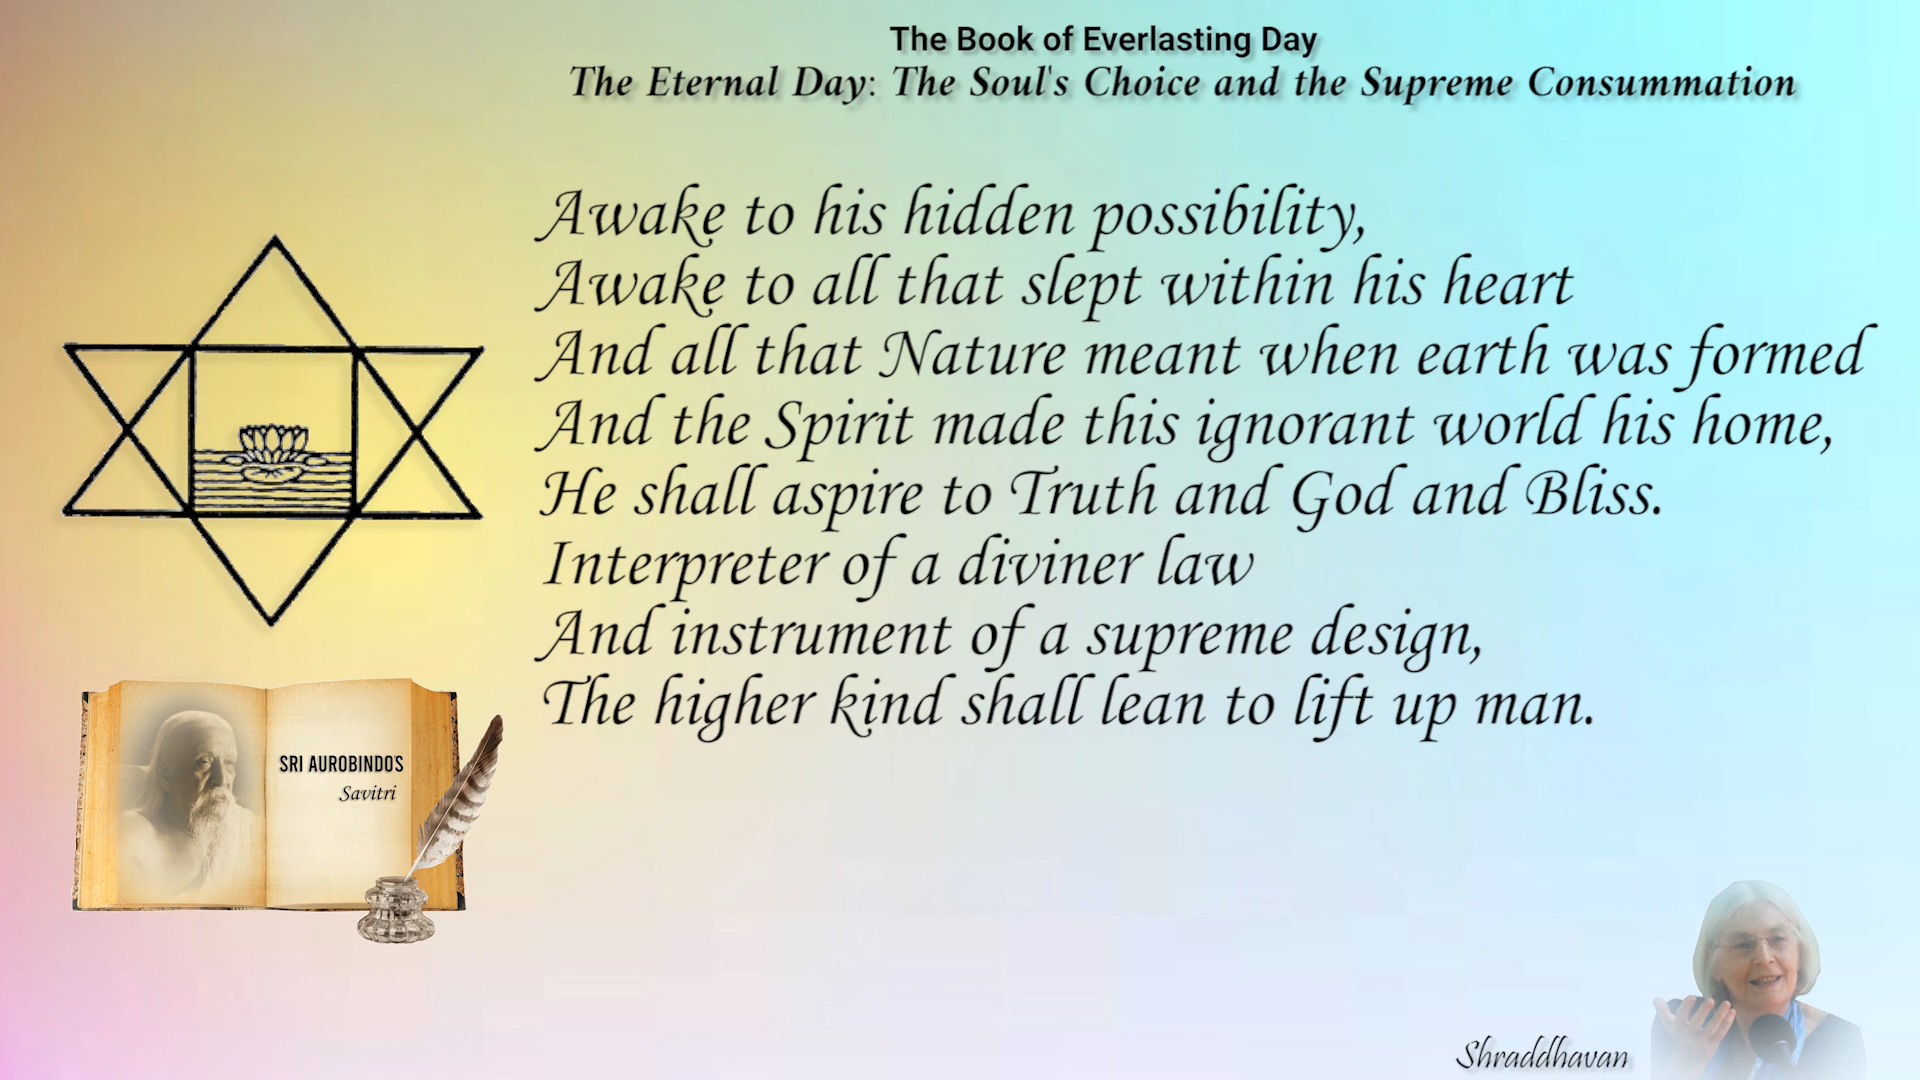 The Book of Everlasting Day
The Eternal Day: The Soul's Choice and the Supreme Consummation
Awake to his hidden possibility,
Awake to all that slept within his heart
And all that Nature meant when earth was formed
And the Spirit made this ignorant world his home,
He shall aspire to Truth and God and Bliss.
Interpreter of a diviner law
And instrument of a supreme design,
The higher kind shall lean to lift up man.
SRI AUROBINDO'S
Savitri
Shraddhavan